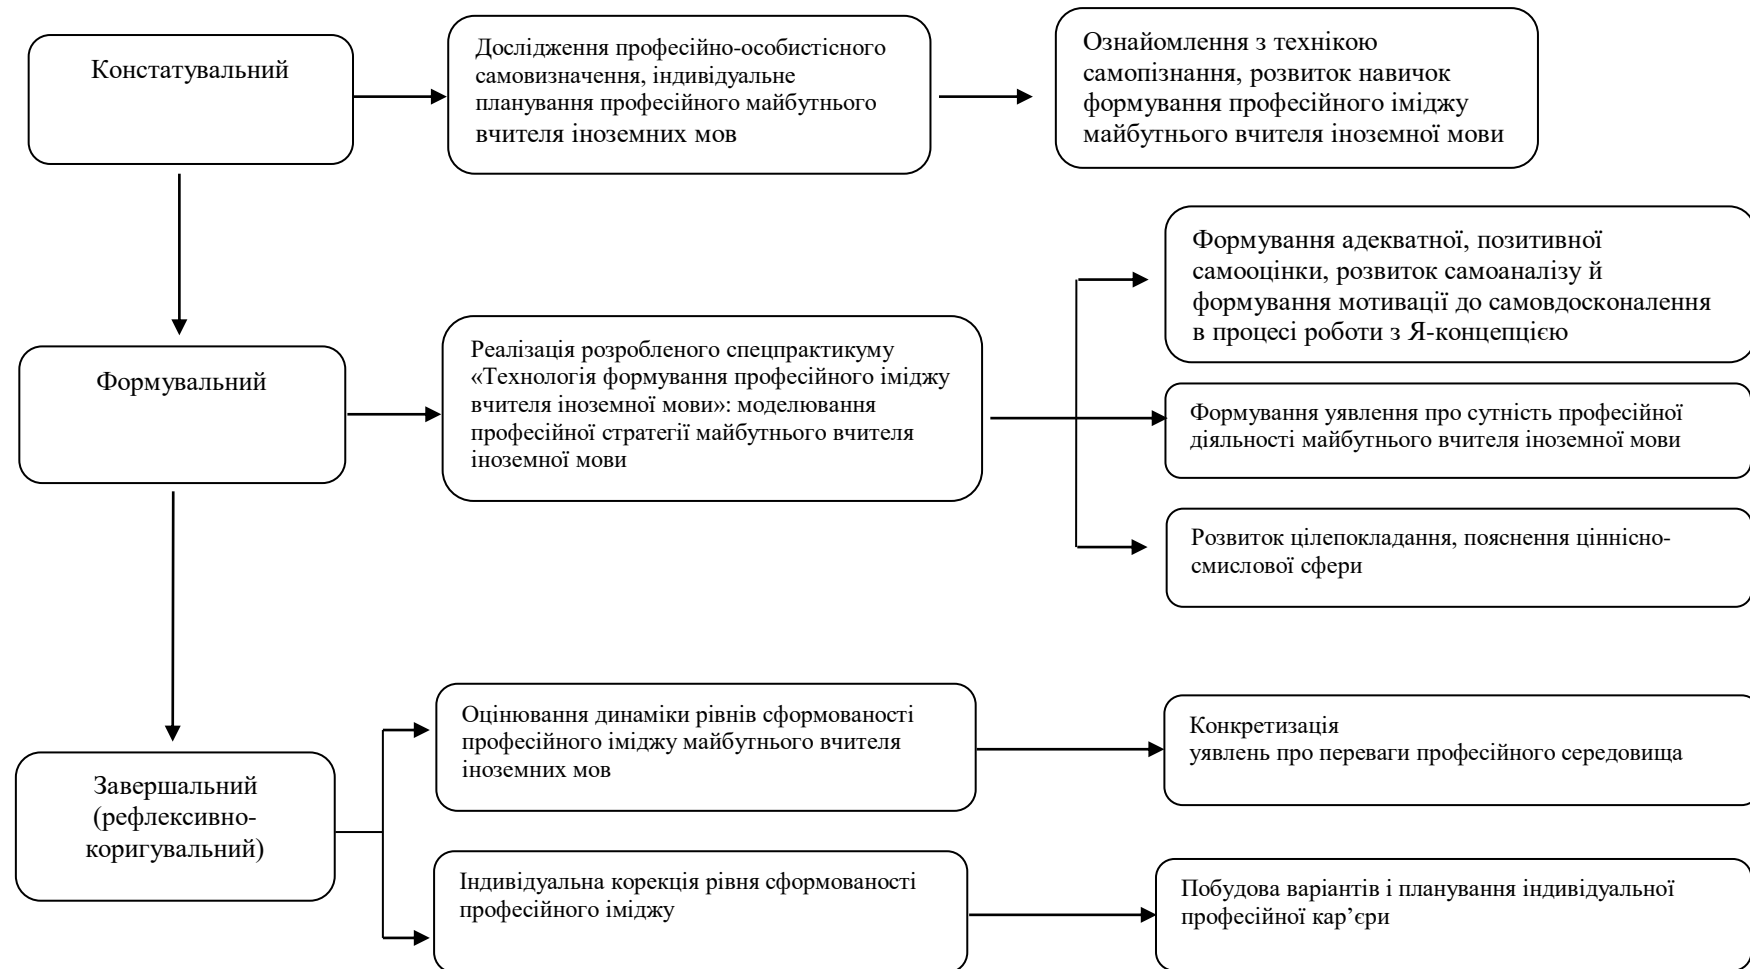 Констатувальний
Дослідження професійно-особистісного
самовизначення, індивідуальне
планування професійного майбутнього
вчителя іноземних мов
Ознайомлення з технікою
самопізнання, розвиток навичок
формування професійного іміджу
майбутнього вчителя іноземної мови
Формувальний
Реалізація розробленого спецпрактикуму
«Технологія формування професійного іміджу
вчителя іноземної мови»: моделювання
професійної стратегії майбутнього вчителя
іноземної мови
Формування адекватної, позитивної
самооцінки, розвиток самоаналізу й
формування мотивації до самовдосконалення
в процесі роботи з Я-концепцією
Формування уявлення про сутність професійної
діяльності майбутнього вчителя іноземної мови
Розвиток цілепокладання, пояснення ціннісно-
смислової сфери
Завершальний
(рефлексивно-
коригувальний)
Оцінювання динаміки рівнів сформованості
професійного іміджу майбутнього вчителя
іноземних мов
Конкретизація
уявлень про переваги професійного середовища
Індивідуальна корекція рівня сформованості
професійного іміджу
Побудова варіантів і планування індивідуальної
професійної кар’єри